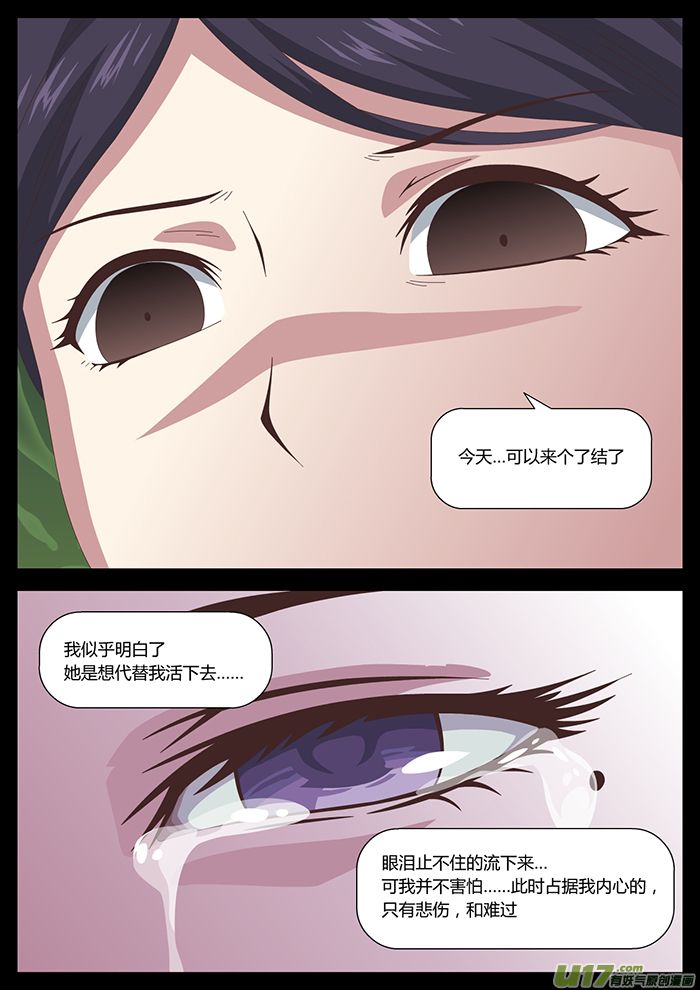 今天...可以来个了结了
我似乎明白了
她是想代替我活下去......
眼泪止不住的流下来...
可我并不害怕......此时占据我内心的，
只有悲伤，和难过
U17.com
有妖气原创漫画